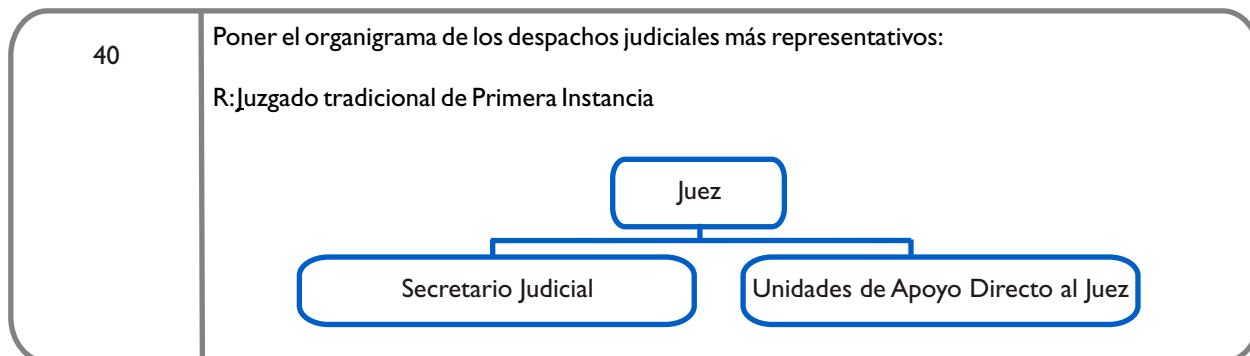 40
Poner el organigrama de los despachos judiciales más representativos:
R: Juzgado tradicional de Primera Instancia
Juez
Secretario Judicial
Unidades de Apoyo Directo al Juez